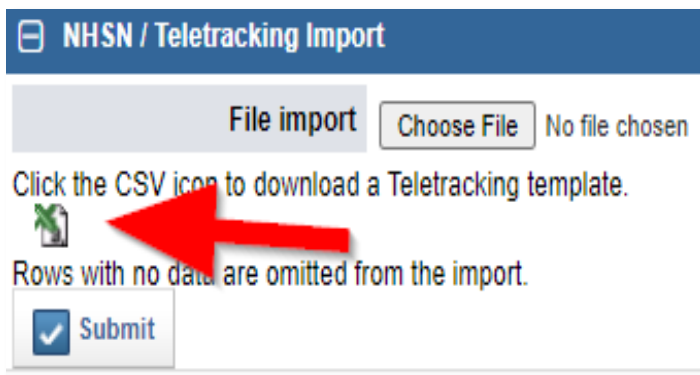 NHSN / Teletracking Import
File import Choose File No file chosen
Click the CSV icon to download a Teletracking template.
Rows with no data are omitted from the import.
Submit